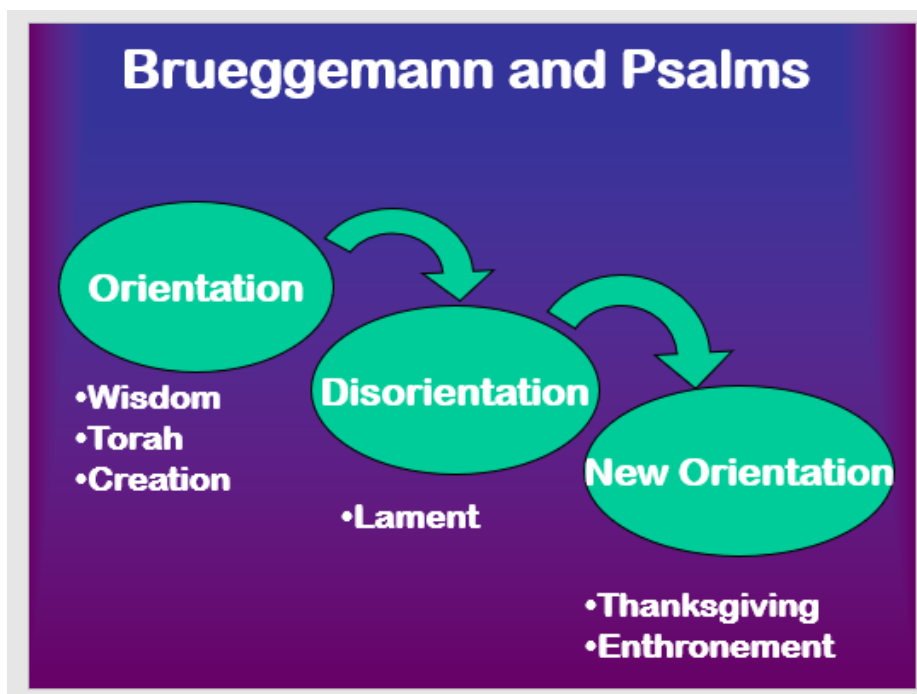 Brueggemann and Psalms
Orientation
•Wisdom
•Torah
•Creation
Disorientation
•Lament
New Orientation
•Thanksgiving
•Enthronement